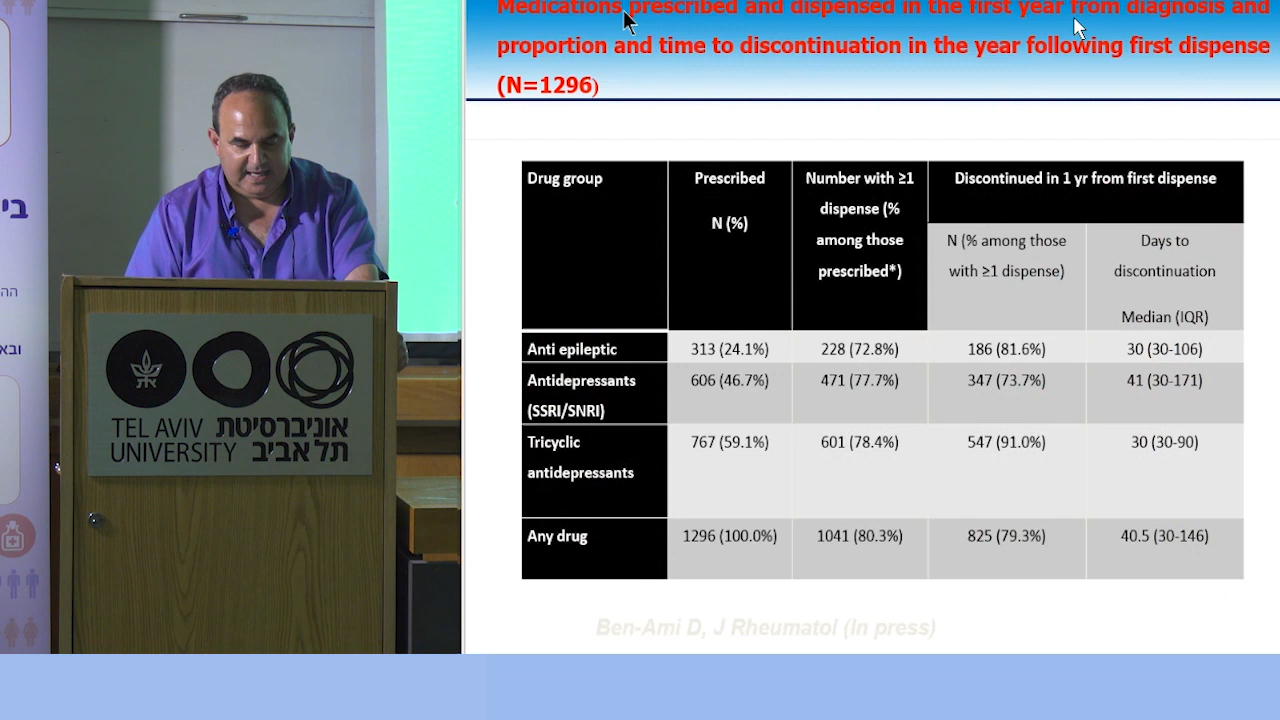 בי
הה
ובא
TEL AVIV
UNIVERSITY
אוניברסיטת
תל אביב
Medications prescribed and dispensed in the first year from diagnosis and
proportion and time to discontinuation in the year following first dispense
(N=1296)
Drug group
Prescribed
N (%)
Number with ≥1
dispense (%
among those
prescribed*)
Discontinued in 1 yr from first dispense
N (% among those
with ≥1 dispense)
Days to
discontinuation
Median (IQR)
Anti epileptic
313 (24.1%)
228 (72.8%)
186 (81.6%)
30 (30-106)
Antidepressants
(SSRI/SNRI)
606 (46.7%)
471 (77.7%)
347 (73.7%)
41 (30-171)
Tricyclic
antidepressants
767 (59.1%)
601 (78.4%)
547 (91.0%)
30 (30-90)
Any drug
1296 (100.0%)
1041 (80.3%)
825 (79.3%)
40.5 (30-146)
Ben-Ami D, J Rheumatol (In press)